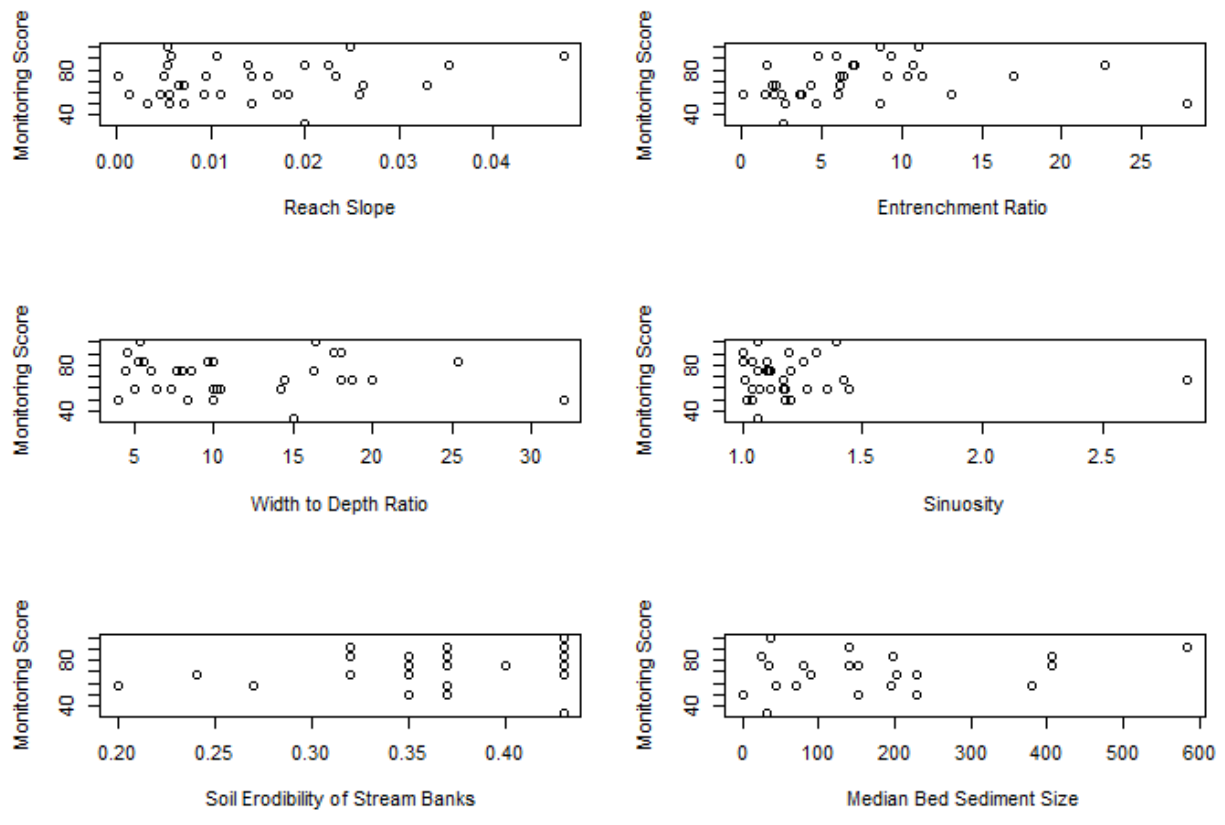 Monitoring Score
40 80
0.00 0.01 0.02 0.03 0.04
Reach Slope
Monitoring Score
40 80
0 5 10 15 20 25
Entrenchment Ratio
Monitoring Score
40 80
5 10 15 20 25 30
Width to Depth Ratio
Monitoring Score
40 80
1.0 1.5 2.0 2.5
Sinuosity
Monitoring Score
40 80
0.20 0.25 0.30 0.35 0.40
Soil Erodibility of Stream Banks
Monitoring Score
40 80
0 100 200 300 400 500 600
Median Bed Sediment Size